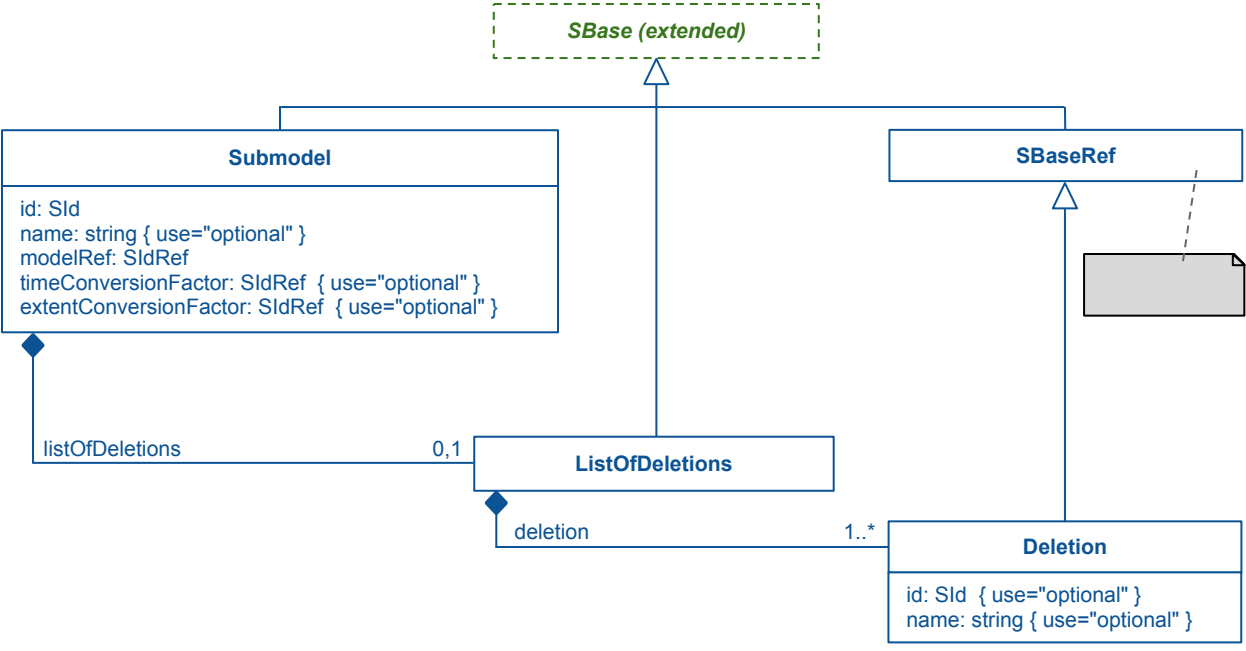 SBase (extended)
Submodel
SBaseRef
id: SId
name: string { use="optional" }
modelRef: SIdRef
timeConversionFactor: SIdRef { use="optional" }
extentConversionFactor: SIdRef { use="optional" }
listOfDeletions 0,1
ListOfDeletions
deletion 1..*
Deletion
id: SId { use="optional" }
name: string { use="optional" }